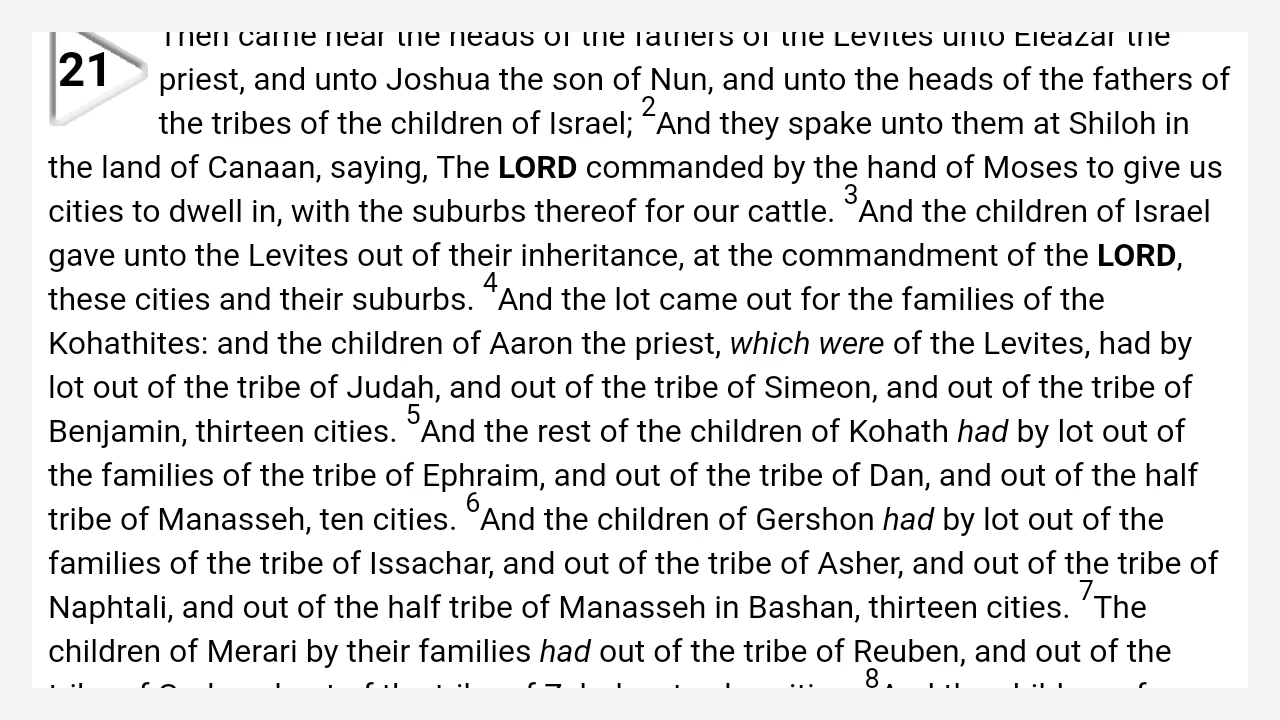 21 Then came near the heads of the fathers of the Levites unto Eleazar the
priest, and unto Joshua the son of Nun, and unto the heads of the fathers of
the tribes of the children of Israel; 2And they spake unto them at Shiloh in
the land of Canaan, saying, The LORD commanded by the hand of Moses to give us
cities to dwell in, with the suburbs thereof for our cattle. 3And the children of Israel
gave unto the Levites out of their inheritance, at the commandment of the LORD,
these cities and their suburbs. 4And the lot came out for the families of the
Kohathites: and the children of Aaron the priest, which were of the Levites, had by
lot out of the tribe of Judah, and out of the tribe of Simeon, and out of the tribe of
Benjamin, thirteen cities. 5And the rest of the children of Kohath had by lot out of
the families of the tribe of Ephraim, and out of the tribe of Dan, and out of the half
tribe of Manasseh, ten cities. 6And the children of Gershon had by lot out of the
families of the tribe of Issachar, and out of the tribe of Asher, and out of the tribe of
Naphtali, and out of the half tribe of Manasseh in Bashan, thirteen cities. 7The
children of Merari by their families had out of the tribe of Reuben, and out of the
8